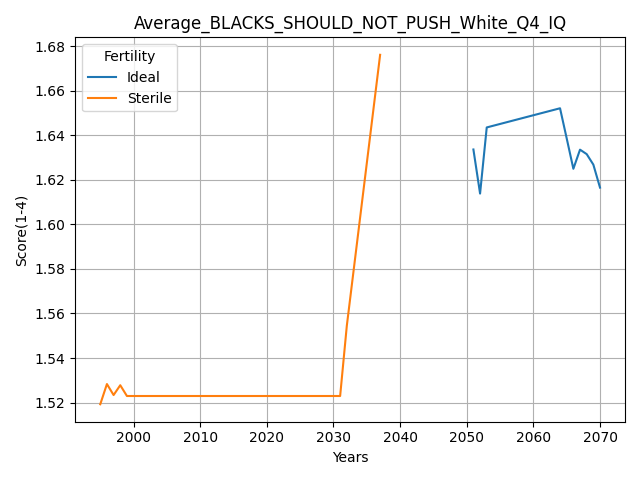 Average_BLACKS_SHOULD_NOT_PUSH_White_Q4_IQ
Fertility
Ideal
Sterile
Score(1-4)
1.68
1.66
1.64
1.62
1.60
1.58
1.56
1.54
1.52
2000 2010 2020 2030 2040 2050 2060 2070
Years